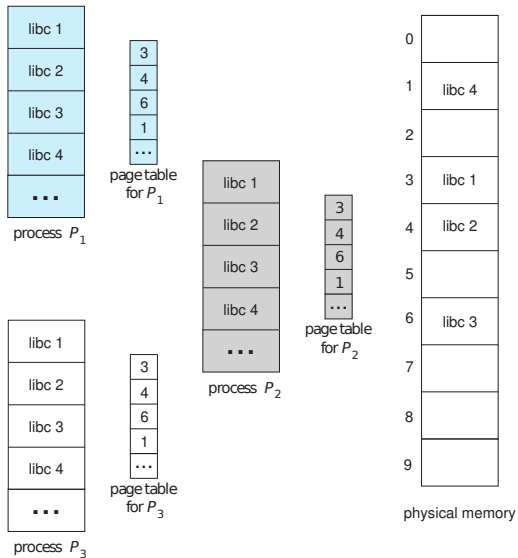 libc 1
libc 2
libc 3
libc 4
...
process P1
3
4
6
1
...
page table
for P1
libc 1
libc 2
libc 3
libc 4
...
process P2
3
4
6
1
...
page table
for P2
libc 1
libc 2
libc 3
libc 4
...
process P3
3
4
6
1
...
page table
for P3
0
1 libc 4
2
3 libc 1
4 libc 2
5
6 libc 3
7
8
9
physical memory